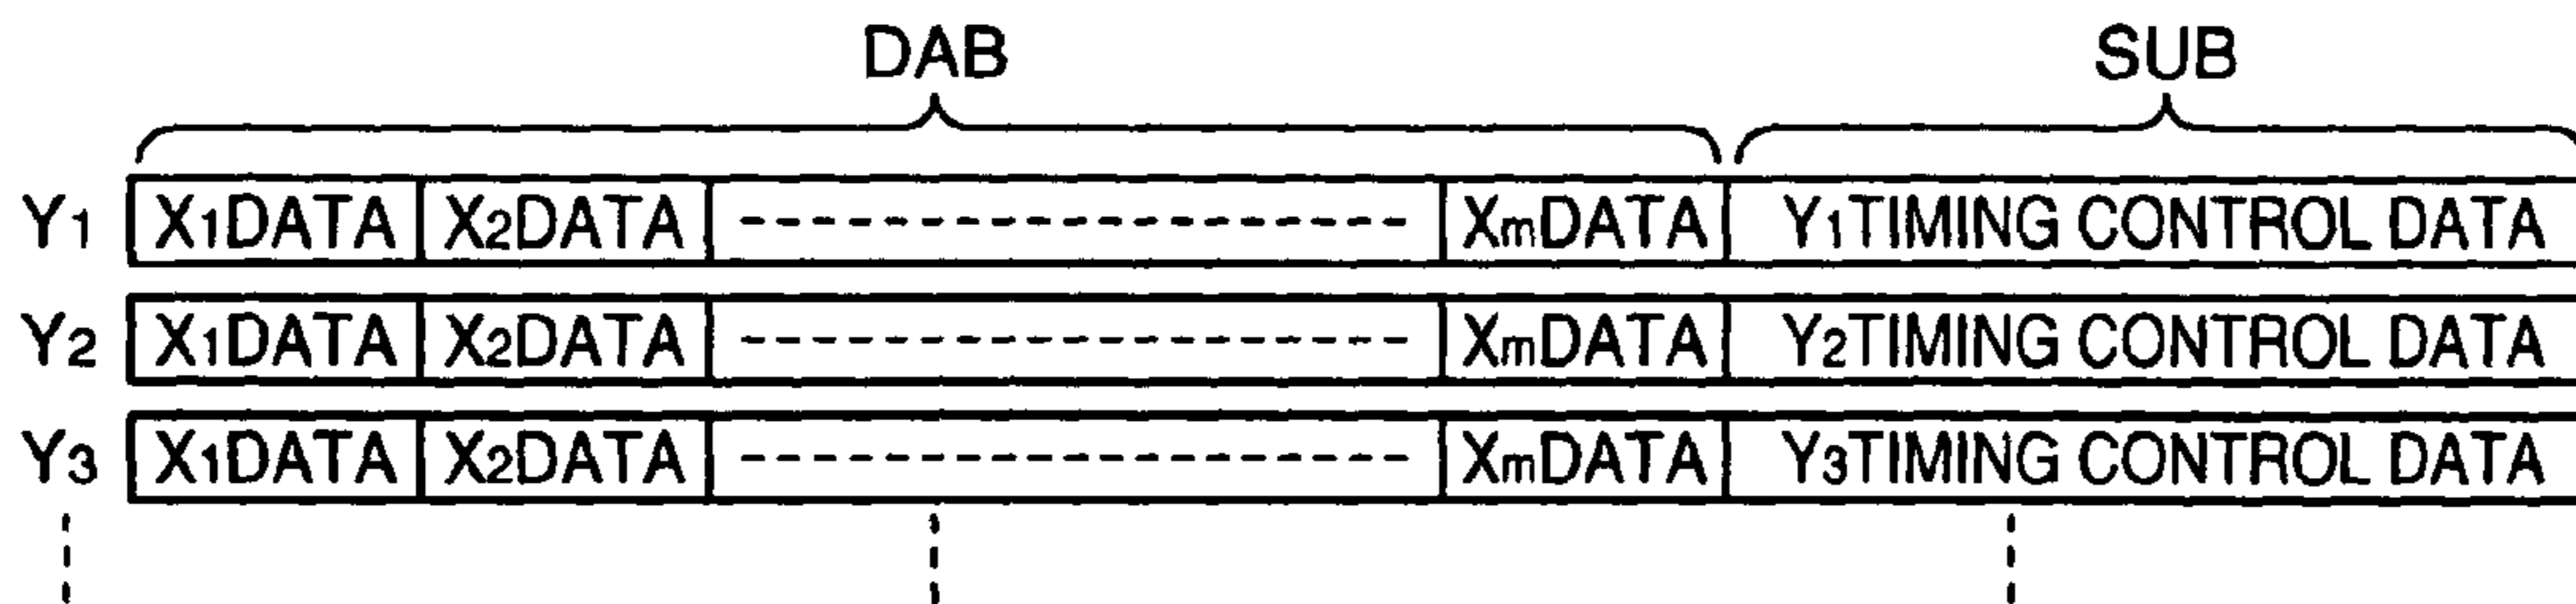 DAB SUB
Y1 X1DATA X2DATA XmDATA Y1TIMING CONTROL DATA
Y2 X1DATA X2DATA XmDATA Y2TIMING CONTROL DATA
Y3 X1DATA X2DATA XmDATA Y3TIMING CONTROL DATA